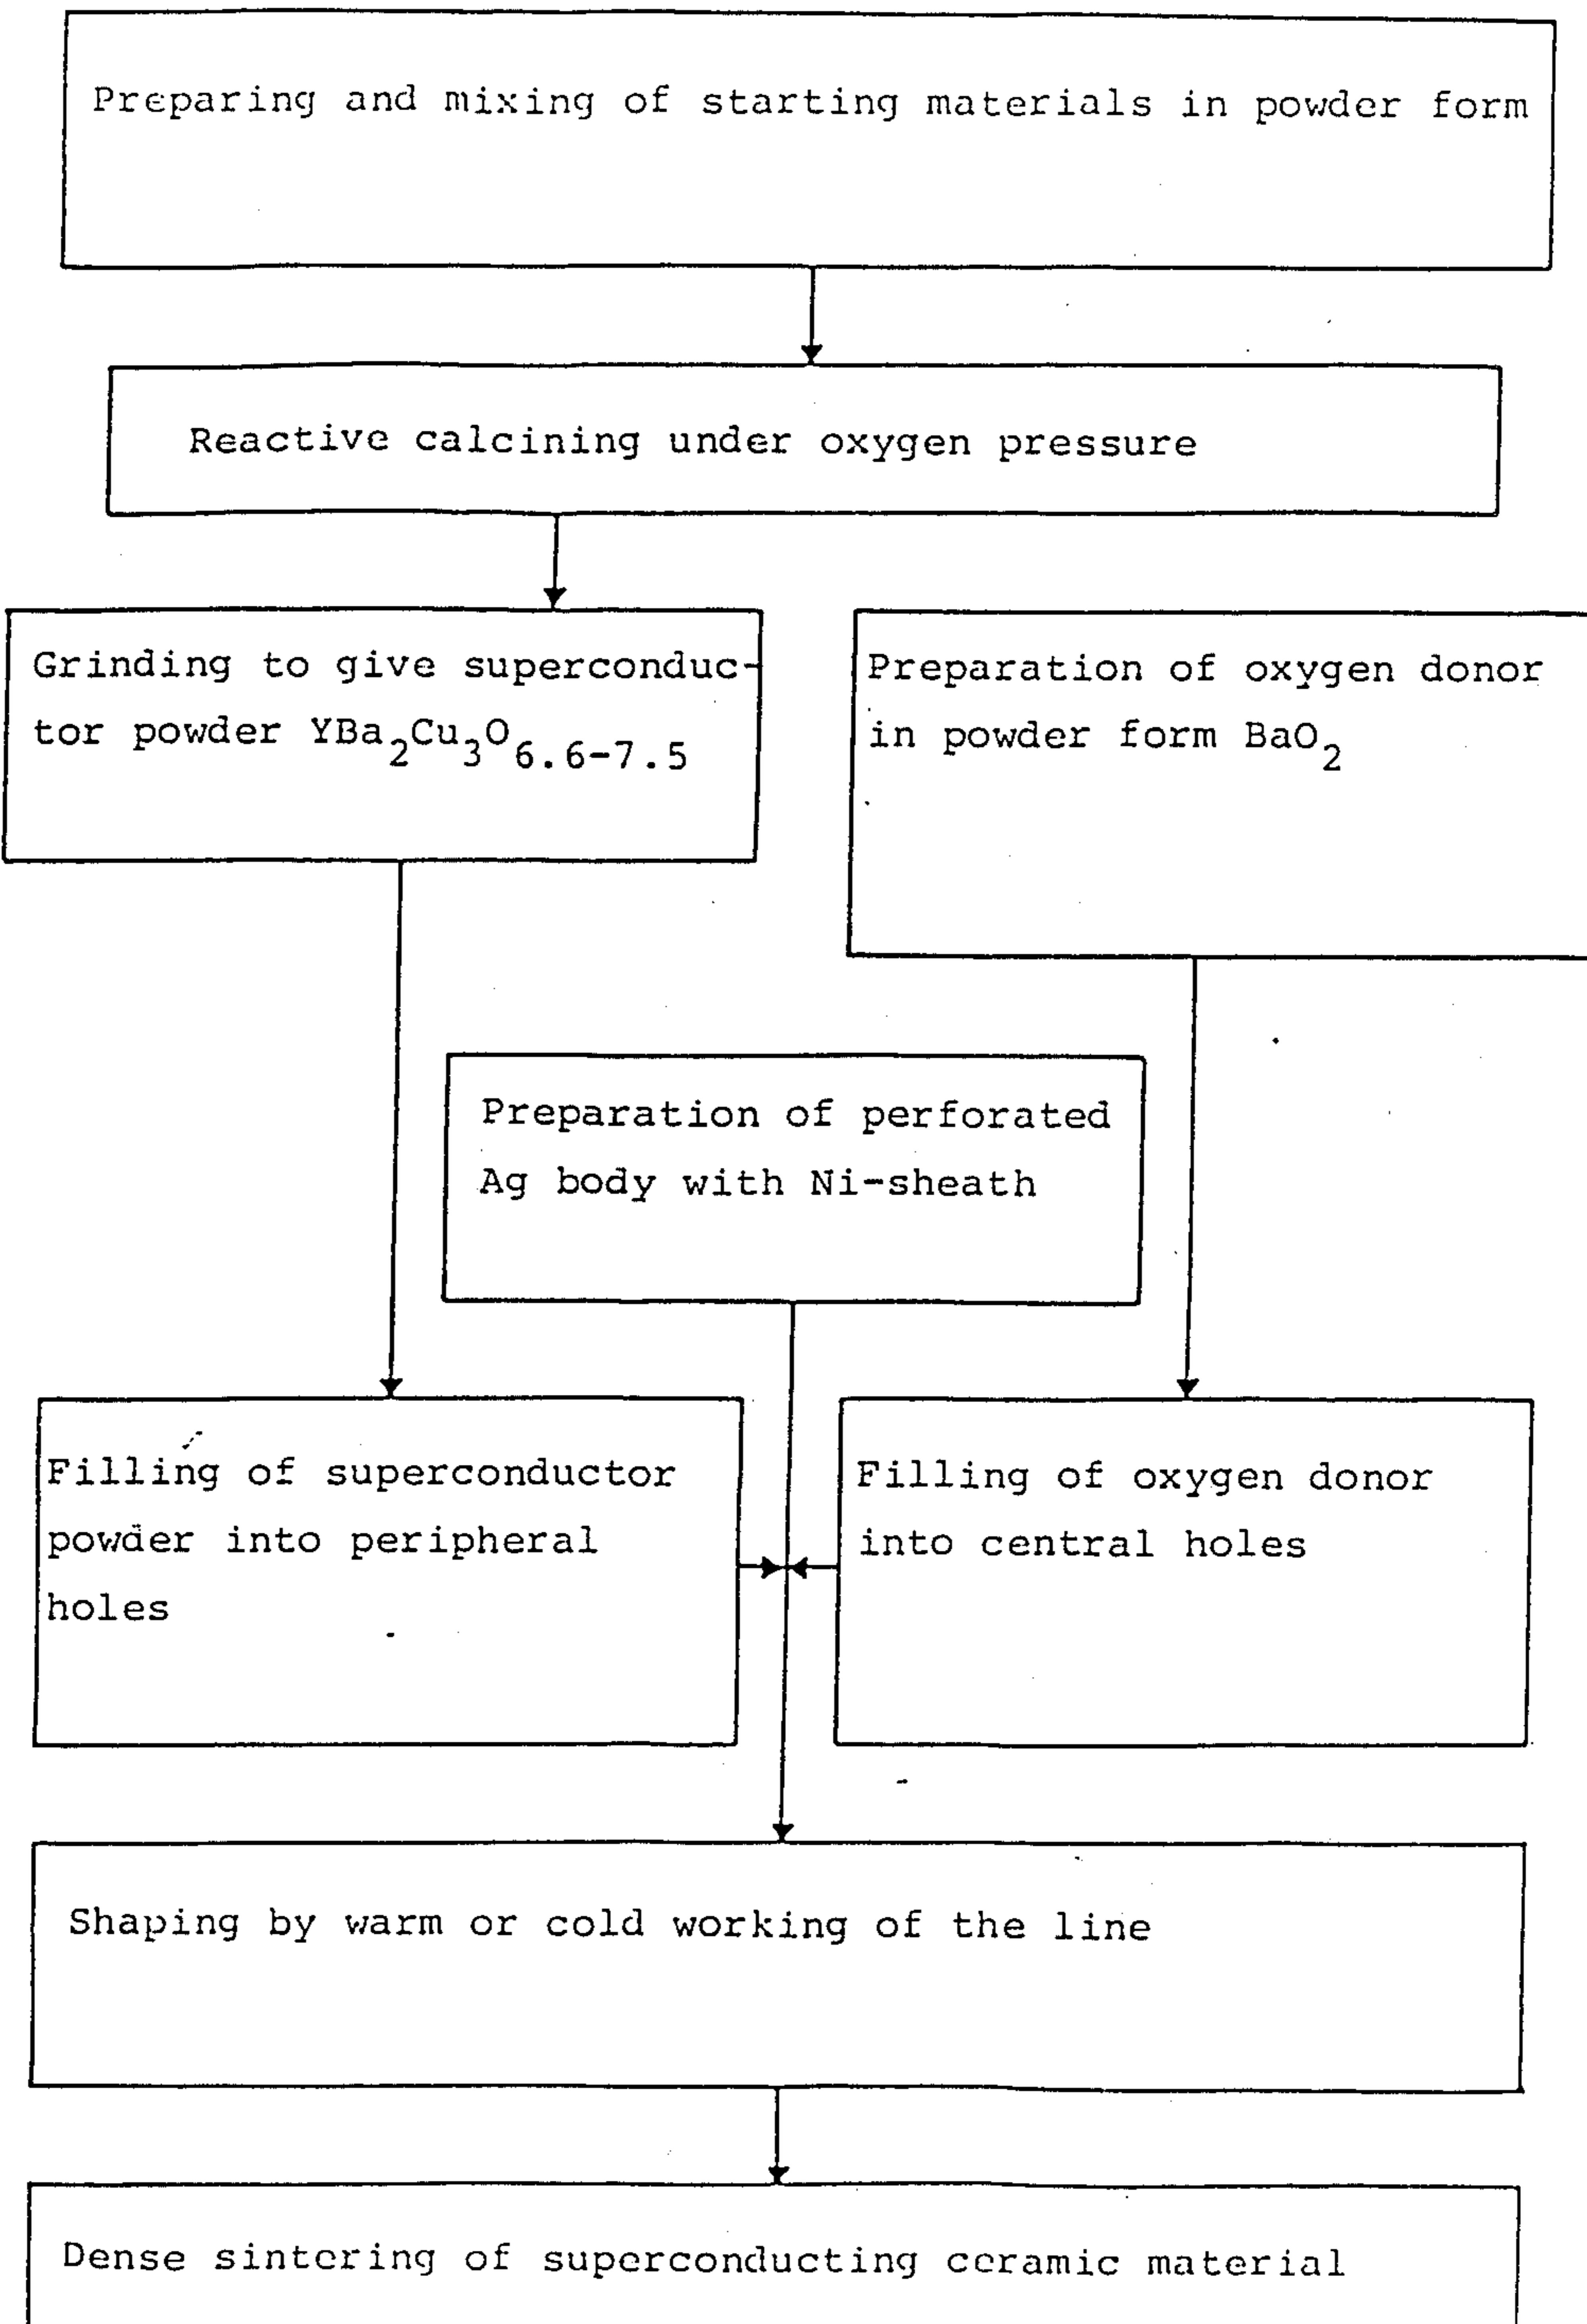 Preparing and mixing of starting materials in powder form
Reactive calcining under oxygen pressure
Grinding to give superconduc-
tor powder YBa2Cu3O6.6-7.5
Preparation of oxygen donor
in powder form BaO2
Preparation of perforated
Ag body with Ni-sheath
Filling of superconductor
powder into peripheral
holes
Filling of oxygen donor
into central holes
Shaping by warm or cold working of the line
Dense sintering of superconducting ceramic material